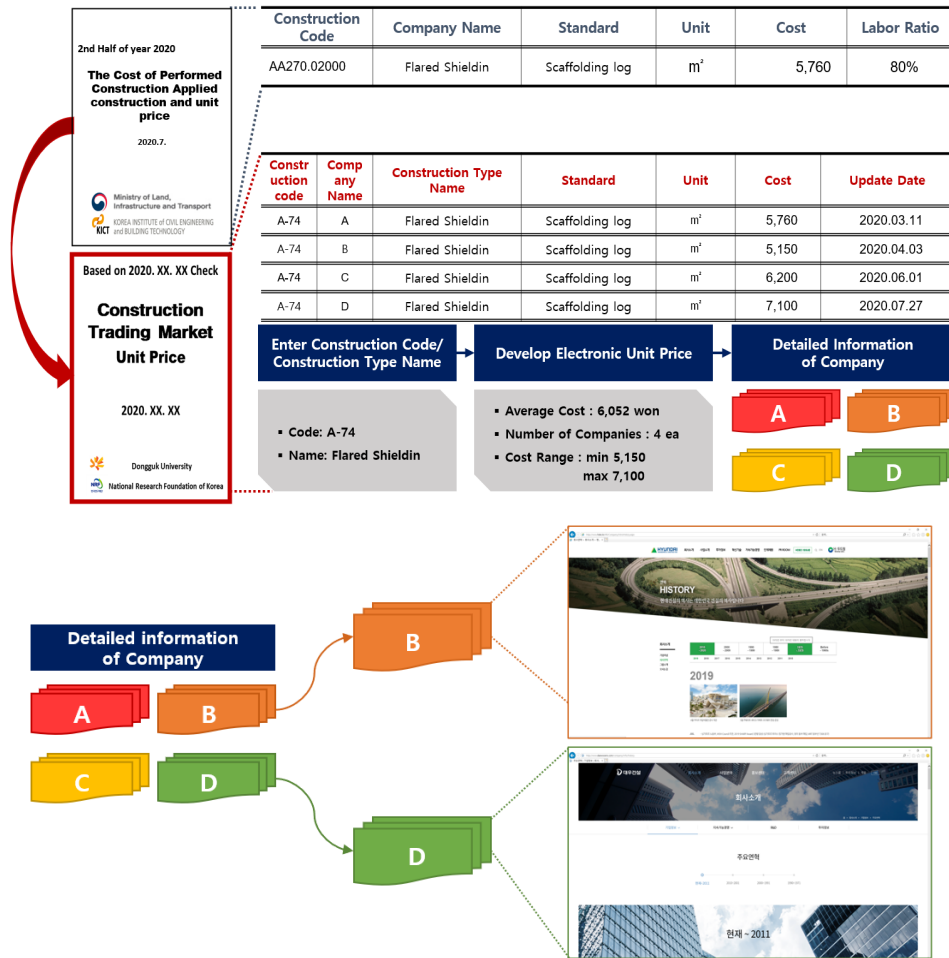 2nd Half of year 2020
The Cost of Performed
Construction Applied
construction and unit
price
2020.7.
Ministry of Land,
Infrastructure and Transport
KICT
KOREA INSTITUTE of CIVIL ENGINEERING
and BUILDING TECHNOLOGY
Construction Code Company Name Standard Unit Cost Labor Ratio
AA270.02000 Flared Shieldin Scaffolding log m² 5,760 80%
Construction code Company Name Construction Type Name Standard Unit Cost Update Date
A-74 A Flared Shieldin Scaffolding log m² 5,760 2020.03.11
A-74 B Flared Shieldin Scaffolding log m² 5,150 2020.04.03
A-74 C Flared Shieldin Scaffolding log m² 6,200 2020.06.01
A-74 D Flared Shieldin Scaffolding log m² 7,100 2020.07.27
Based on 2020. XX. XX Check
Construction
Trading Market
Unit Price
2020. XX. XX
Dongguk University
NRF
National Research Foundation of Korea
Enter Construction Code/
Construction Type Name
▪ Code: A-74
▪ Name: Flared Shieldin
Develop Electronic Unit Price
▪ Average Cost : 6,052 won
▪ Number of Companies : 4 ea
▪ Cost Range : min 5,150
max 7,100
Detailed Information
of Company
A B
C D
Detailed information
of Company
A B
C D
B
HYUNDAI
HISTORY
2019
D
대우건설
회사소개
주요연혁
현재 ~ 2011